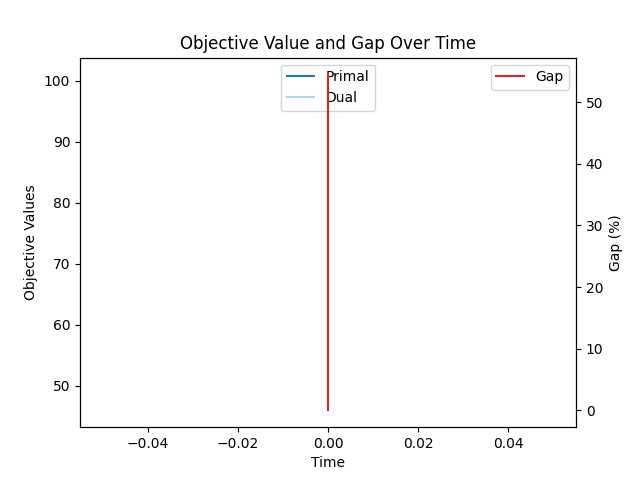 Objective Value and Gap Over Time
Primal
Dual
Gap
100
90
80
70
60
50
Objective Values
50
40
30
20
10
0
Gap (%)
−0.04
−0.02
0.00
0.02
0.04
Time